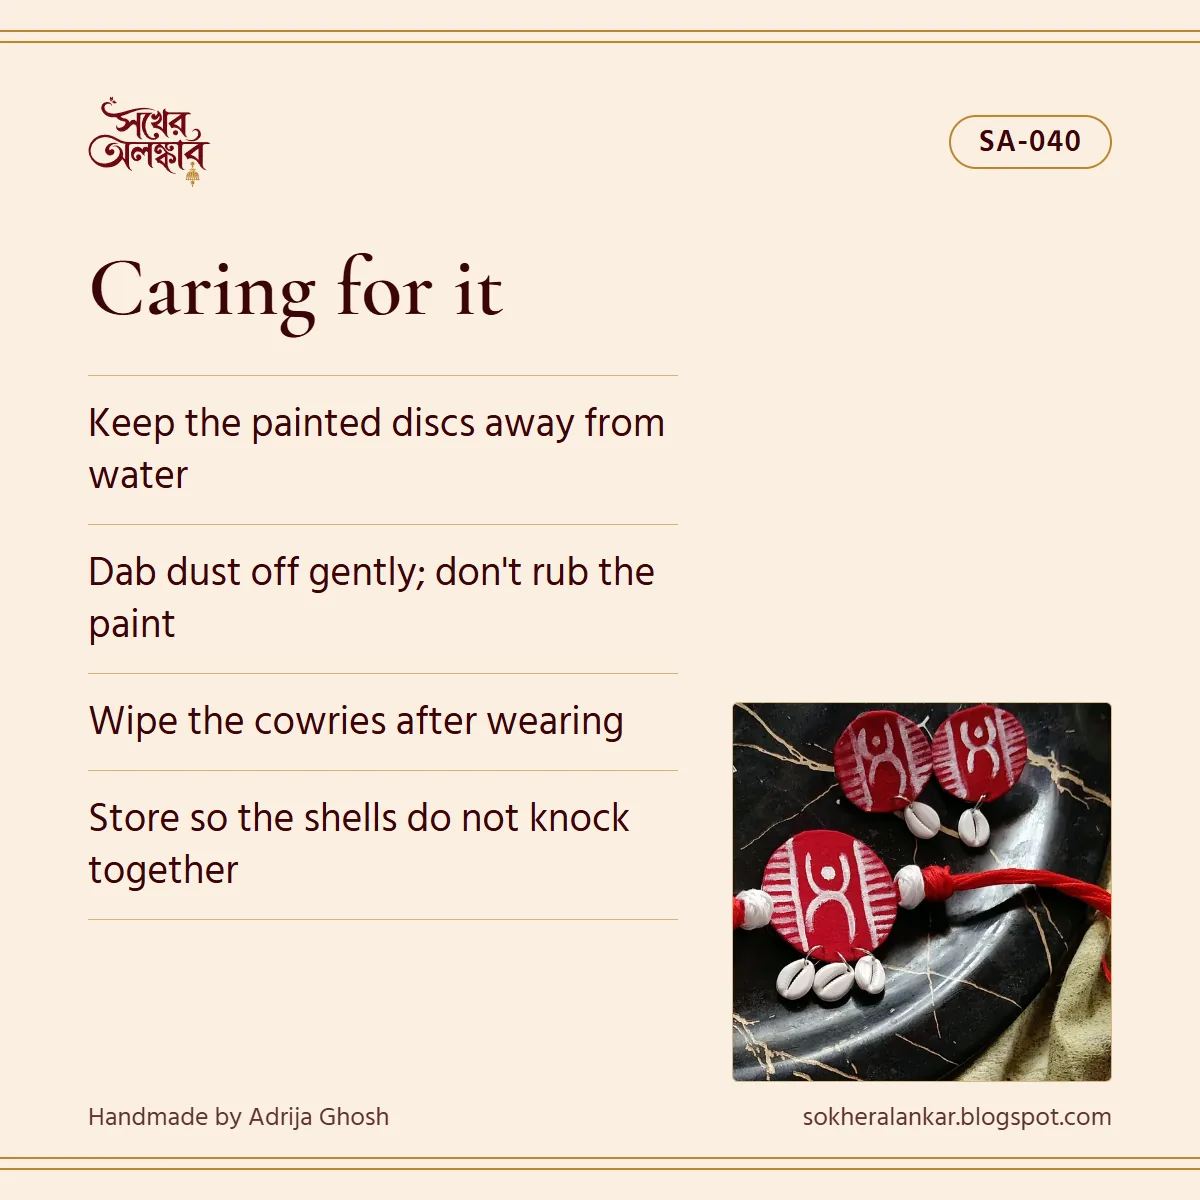 সখের
অলঙ্কার
SA-040
Caring for it
Keep the painted discs away from
water
Dab dust off gently; don't rub the
paint
Wipe the cowries after wearing
Store so the shells do not knock
together
Handmade by Adrija Ghosh
sokheralankar.blogspot.com